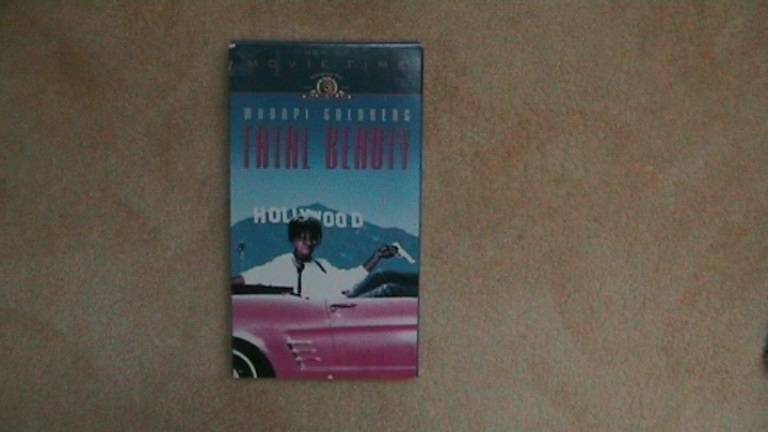 MOVIE TIME
WHOOPI GOLDBERG
FATAL BEAUTY
HOLLYWOOD